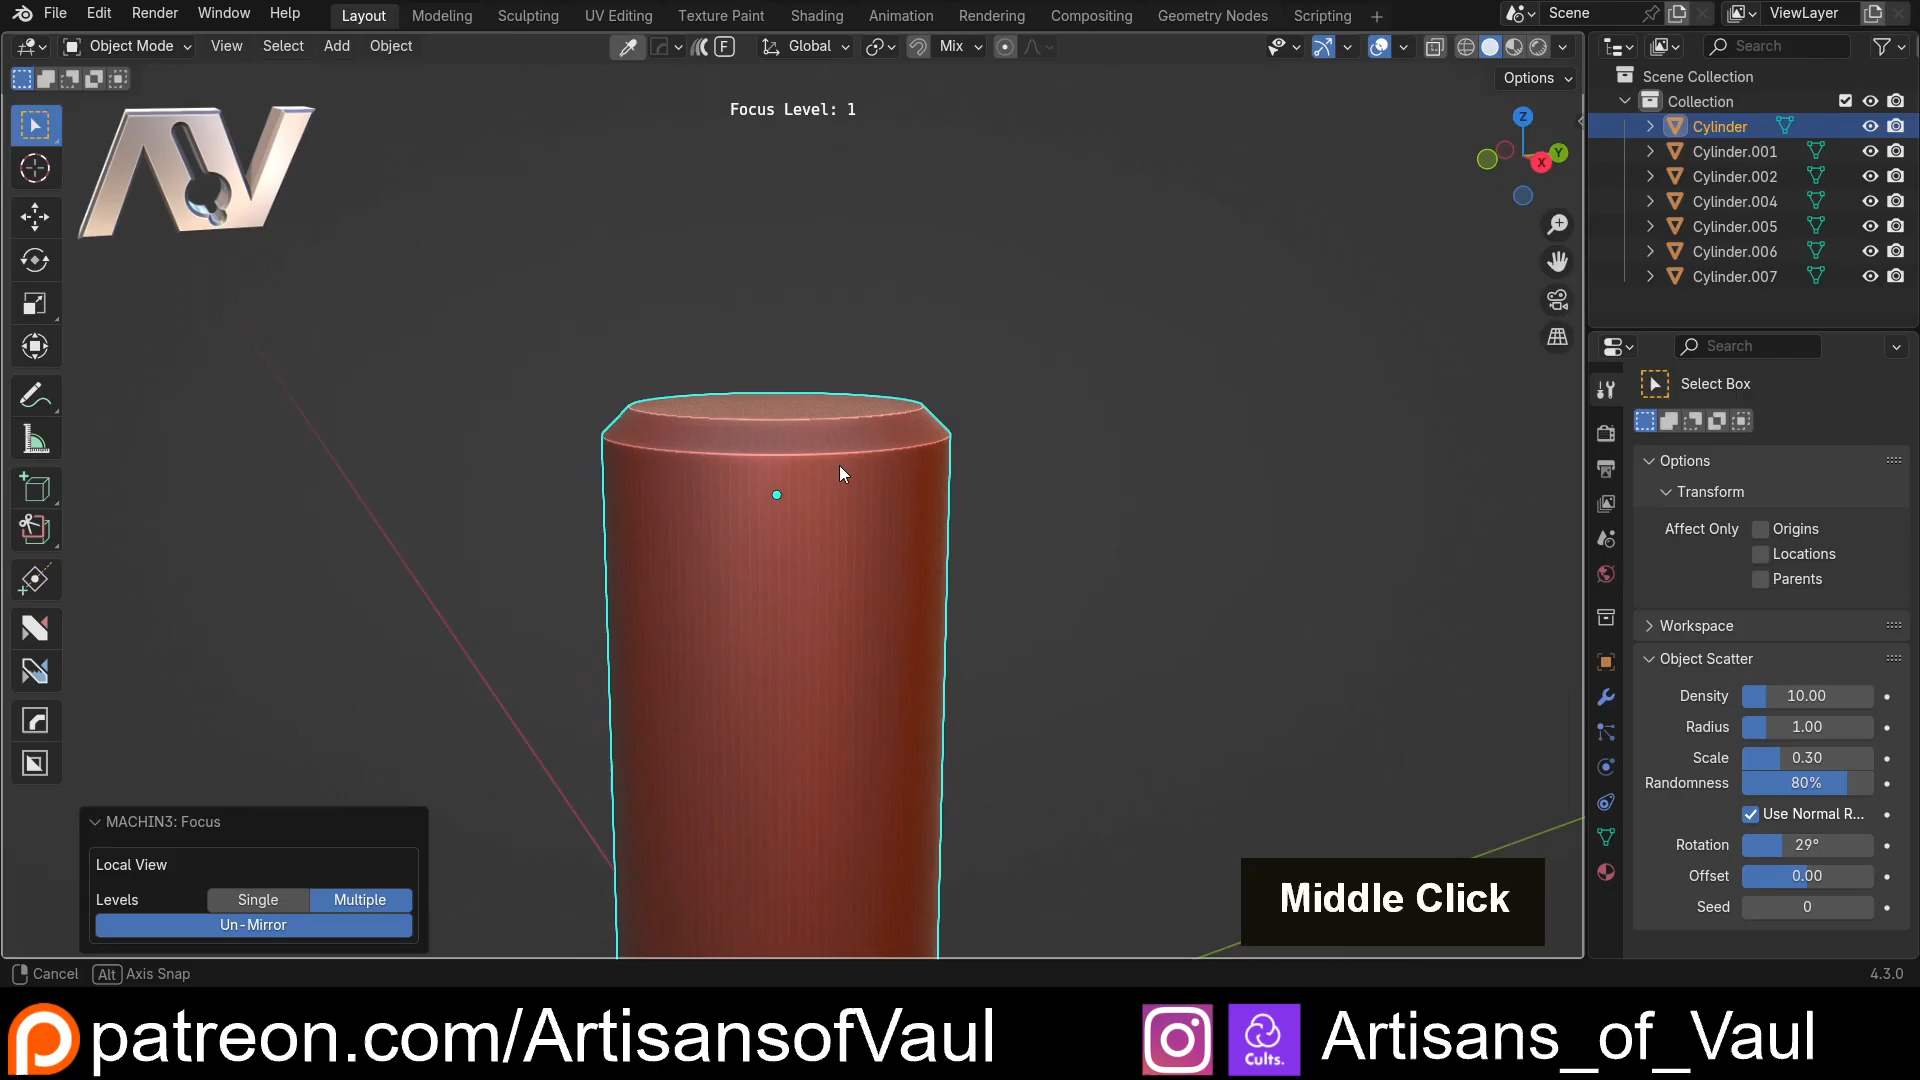 File Edit Render Window Help Layout Modeling Sculpting UV Editing Texture Paint Shading Animation Rendering Compositing Geometry Nodes Scripting + Scene ViewLayer
Object Mode View Select Add Object F Global Mix Search
Options
Focus Level: 1
Z
Y
X
Scene Collection
Collection
Cylinder
Cylinder.001
Cylinder.002
Cylinder.004
Cylinder.005
Cylinder.006
Cylinder.007
Search
Select Box
Options
Transform
Affect Only Origins
Locations
Parents
Workspace
Object Scatter
Density 10.00
Radius 1.00
Scale 0.30
Randomness 80%
Use Normal R...
Rotation 29°
Offset 0.00
Seed 0
MACHIN3: Focus
Local View
Levels Single Multiple
Un-Mirror
Middle Click
Cancel Alt Axis Snap 4.3.0
patreon.com/ArtisansofVaul Cults. Artisans_of_Vaul